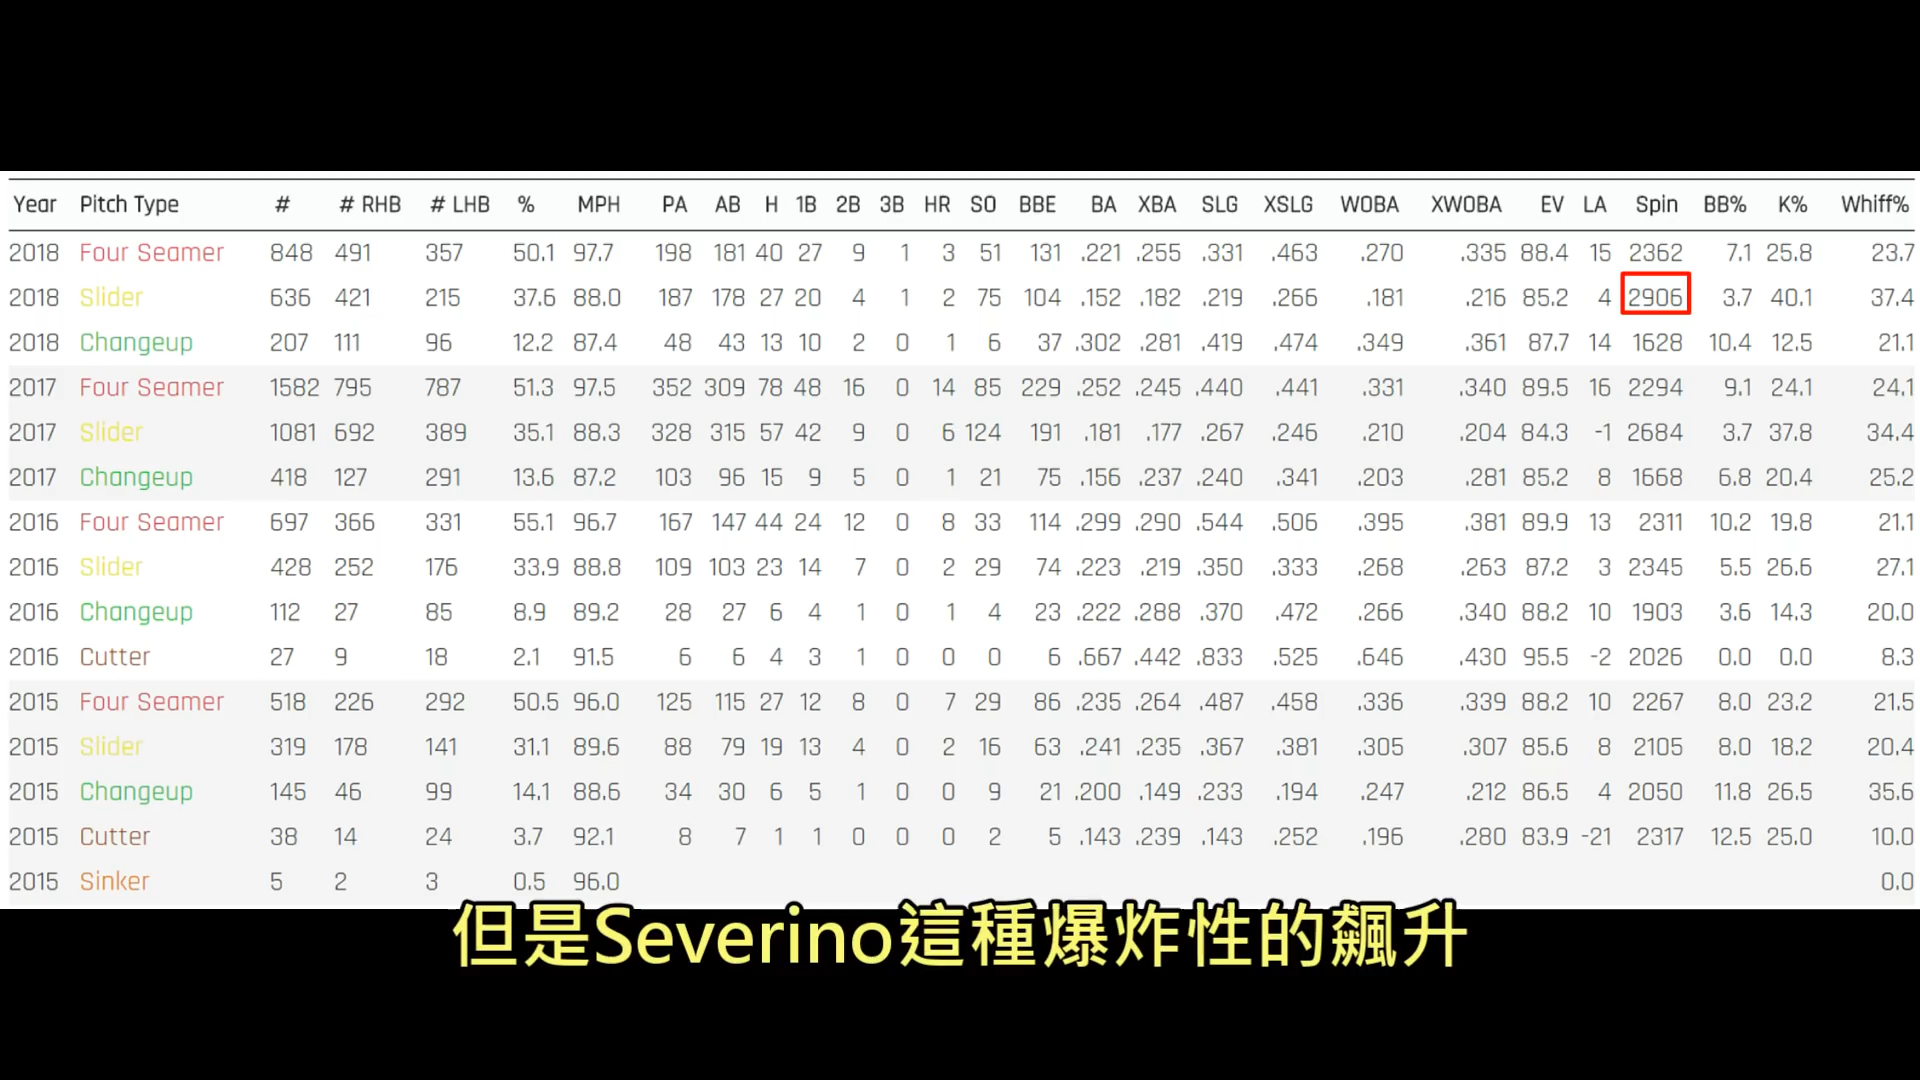 Year Pitch Type # # RHB # LHB % MPH PA AB H 1B 2B 3B HR SO BBE BA XBA SLG XSLG WOBA XWOBA EV LA Spin BB% K% Whiff%
2018 Four Seamer 848 491 357 50.1 97.7 198 181 40 27 9 1 3 51 131 .221 .255 .331 .463 .270 .335 88.4 15 2362 7.1 25.8 23.7
2018 Slider 636 421 215 37.6 88.0 187 178 27 20 4 1 2 75 104 .152 .182 .219 .266 .181 .216 85.2 4 2906 3.7 40.1 37.4
2018 Changeup 207 111 96 12.2 87.4 48 43 13 10 2 0 1 6 37 .302 .281 .419 .474 .349 .361 87.7 14 1628 10.4 12.5 21.1
2017 Four Seamer 1582 795 787 51.3 97.5 352 309 78 48 16 0 14 85 229 .252 .245 .440 .441 .331 .340 89.5 16 2294 9.1 24.1 24.1
2017 Slider 1081 692 389 35.1 88.3 328 315 57 42 9 0 6 124 191 .181 .177 .267 .246 .210 .204 84.3 -1 2684 3.7 37.8 34.4
2017 Changeup 418 127 291 13.6 87.2 103 96 15 9 5 0 1 21 75 .156 .237 .240 .341 .203 .281 85.2 8 1668 6.8 20.4 25.2
2016 Four Seamer 697 366 331 55.1 96.7 167 147 44 24 12 0 8 33 114 .299 .290 .544 .506 .395 .381 89.9 13 2311 10.2 19.8 21.1
2016 Slider 428 252 176 33.9 88.8 109 103 23 14 7 0 2 29 74 .223 .219 .350 .333 .268 .263 87.2 3 2345 5.5 26.6 27.1
2016 Changeup 112 27 85 8.9 89.2 28 27 6 4 1 0 1 4 23 .222 .288 .370 .472 .266 .340 88.2 10 1903 3.6 14.3 20.0
2016 Cutter 27 9 18 2.1 91.5 6 6 4 3 1 0 0 0 6 .667 .442 .833 .525 .646 .430 95.5 -2 2026 0.0 0.0 8.3
2015 Four Seamer 518 226 292 50.5 96.0 125 115 27 12 8 0 7 29 86 .235 .264 .487 .458 .336 .339 88.2 10 2267 8.0 23.2 21.5
2015 Slider 319 178 141 31.1 89.6 88 79 19 13 4 0 2 16 63 .241 .235 .367 .381 .305 .307 85.6 8 2105 8.0 18.2 20.4
2015 Changeup 145 46 99 14.1 88.6 34 30 6 5 1 0 0 9 21 .200 .149 .233 .194 .247 .212 86.5 4 2050 11.8 26.5 35.6
2015 Cutter 38 14 24 3.7 92.1 8 7 1 1 0 0 0 2 5 .143 .239 .143 .252 .196 .280 83.9 -21 2317 12.5 25.0 10.0
2015 Sinker 5 2 3 0.5 96.0 0.0
但是Severino這種爆炸性的飆升